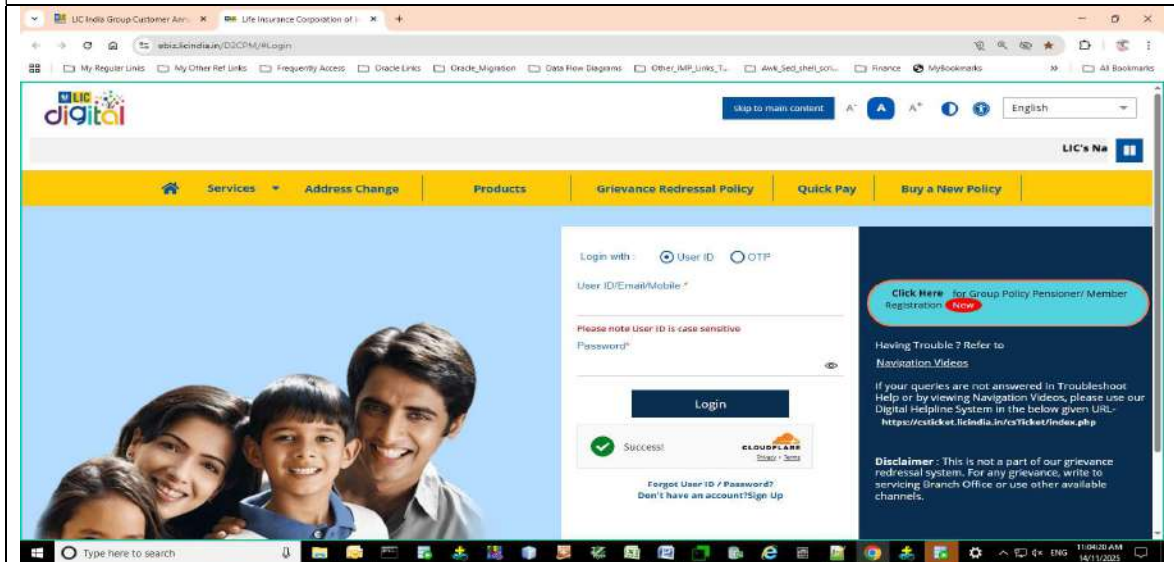 LIC India Group Customer Ann
Life Insurance Corporation of I
ebiz.licindia.in/D2CPM/#Login
My Regular Links My Other Ref Links Frequently Access Oracle Links Oracle_Migration Data Flow Diagrams Other_IMP_Links_T... Awk_Sed_shell_scri... Finance MyBookmarks All Bookmarks
LIC
digital
skip to main content A- A A+ English
LIC's Na
Services Address Change Products Grievance Redressal Policy Quick Pay Buy a New Policy
Login with : User ID OTP
User ID/Email/Mobile *
Please note User ID is case sensitive
Password*
Login
Success!
CLOUDFLARE
Privacy • Terms
Forgot User ID / Password?
Don't have an account?Sign Up
Click Here for Group Policy Pensioner/ Member
Registration New
Having Trouble ? Refer to
Navigation Videos
If your queries are not answered in Troubleshoot
Help or by viewing Navigation Videos, please use our
Digital Helpline System in the below given URL-
https://csticket.licindia.in/csTicket/index.php
Disclaimer : This is not a part of our grievance
redressal system. For any grievance, write to
servicing Branch Office or use other available
channels.
Type here to search
ENG
11:04:20 AM
14/11/2025